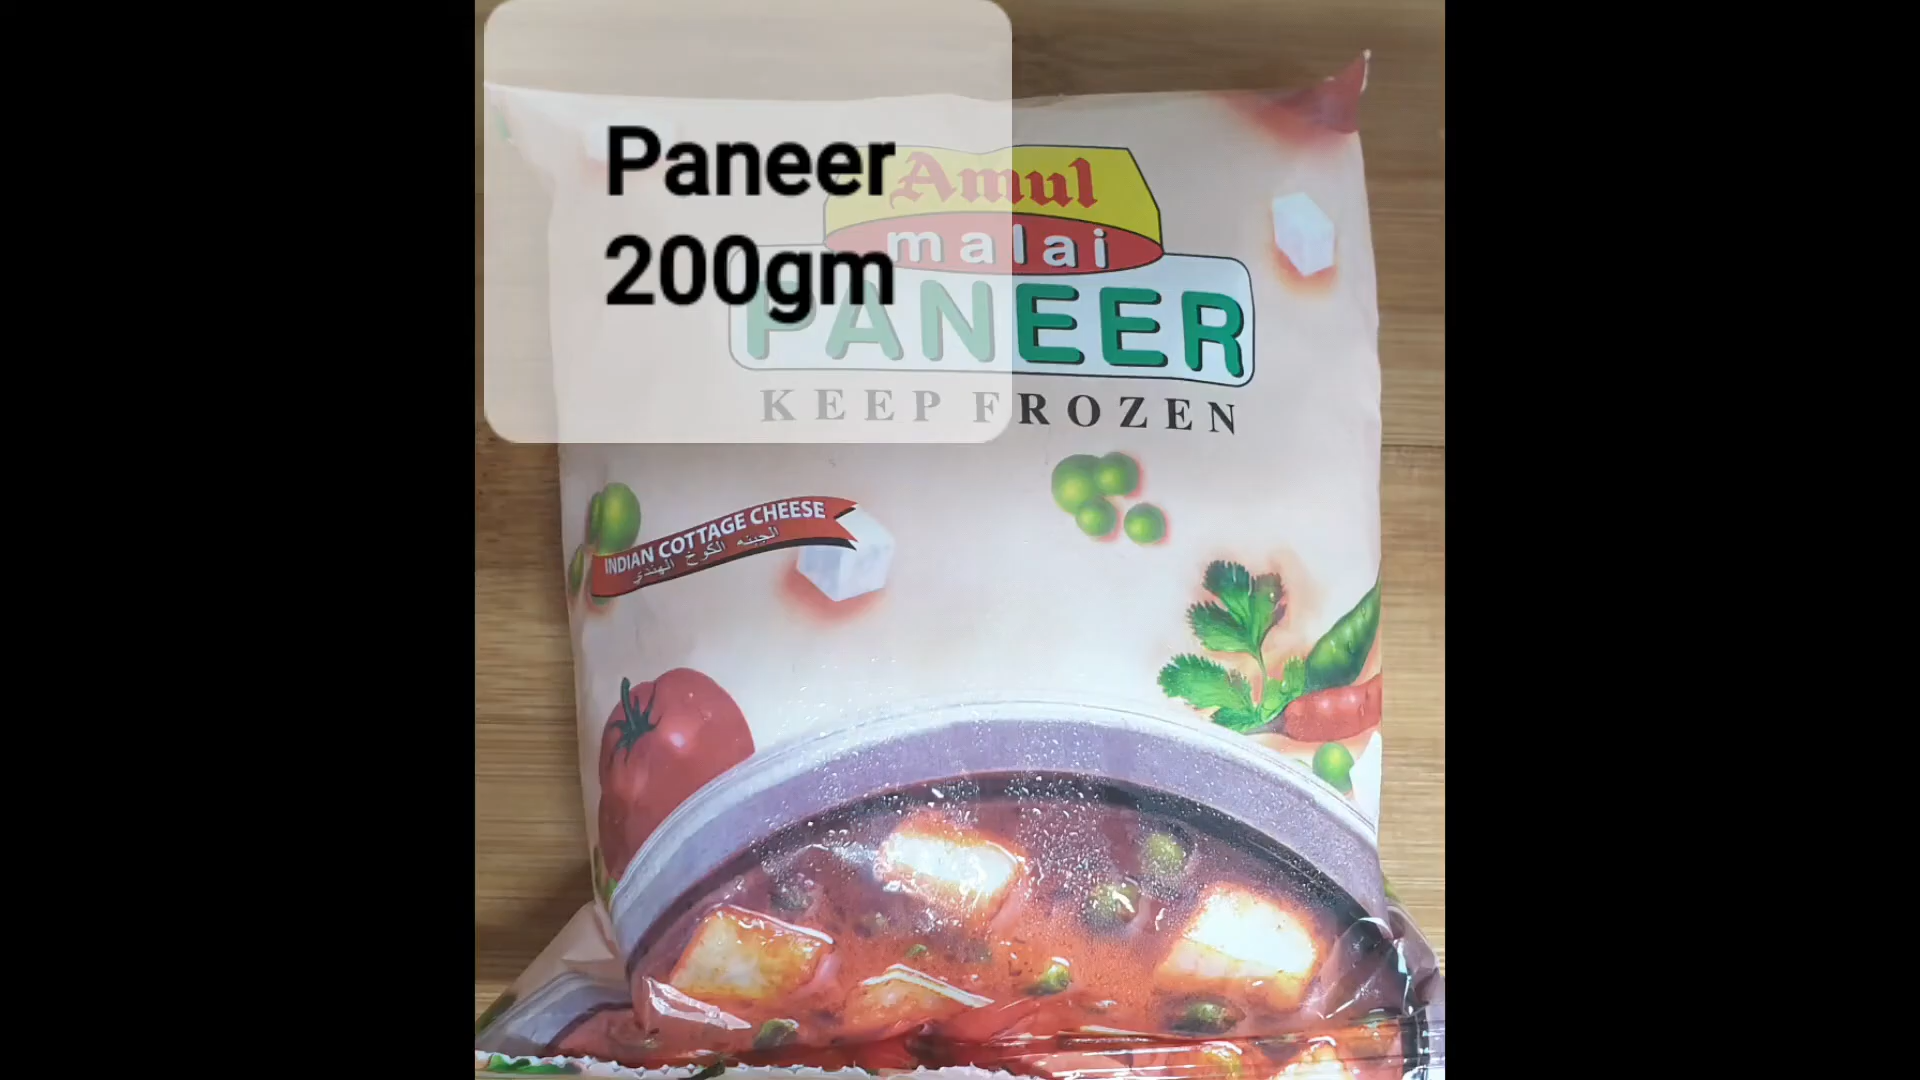 Paneer
200gm
Amul
malai
PANEER
KEEP FROZEN
INDIAN COTTAGE CHEESE
الجبنه الكوخ الهندي